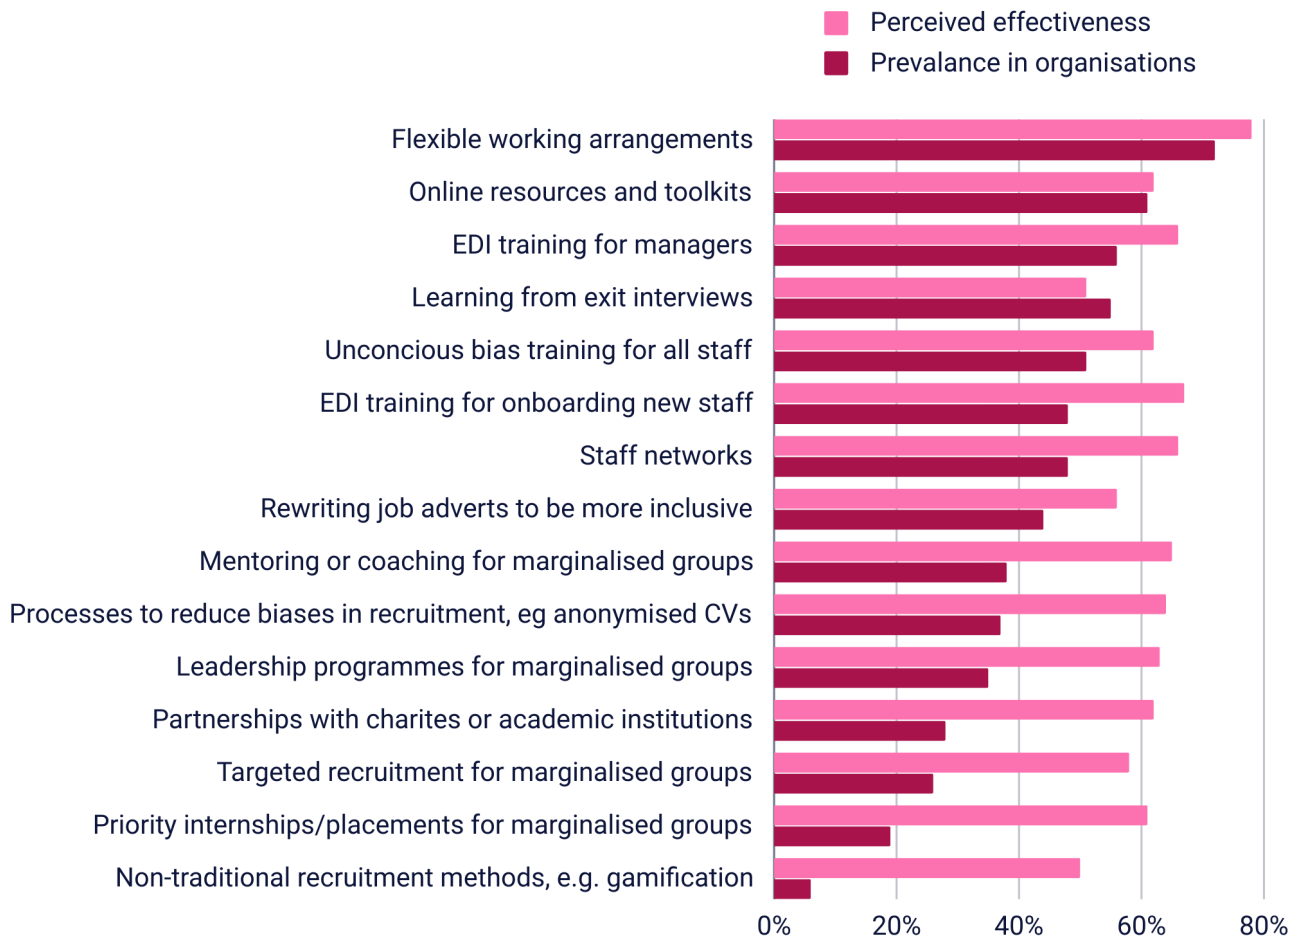 Perceived effectiveness
Prevalance in organisations
Flexible working arrangements
Online resources and toolkits
EDI training for managers
Learning from exit interviews
Unconcious bias training for all staff
EDI training for onboarding new staff
Staff networks
Rewriting job adverts to be more inclusive
Mentoring or coaching for marginalised groups
Processes to reduce biases in recruitment, eg anonymised CVs
Leadership programmes for marginalised groups
Partnerships with charites or academic institutions
Targeted recruitment for marginalised groups
Priority internships/placements for marginalised groups
Non-traditional recruitment methods, e.g. gamification
0% 20% 40% 60% 80%